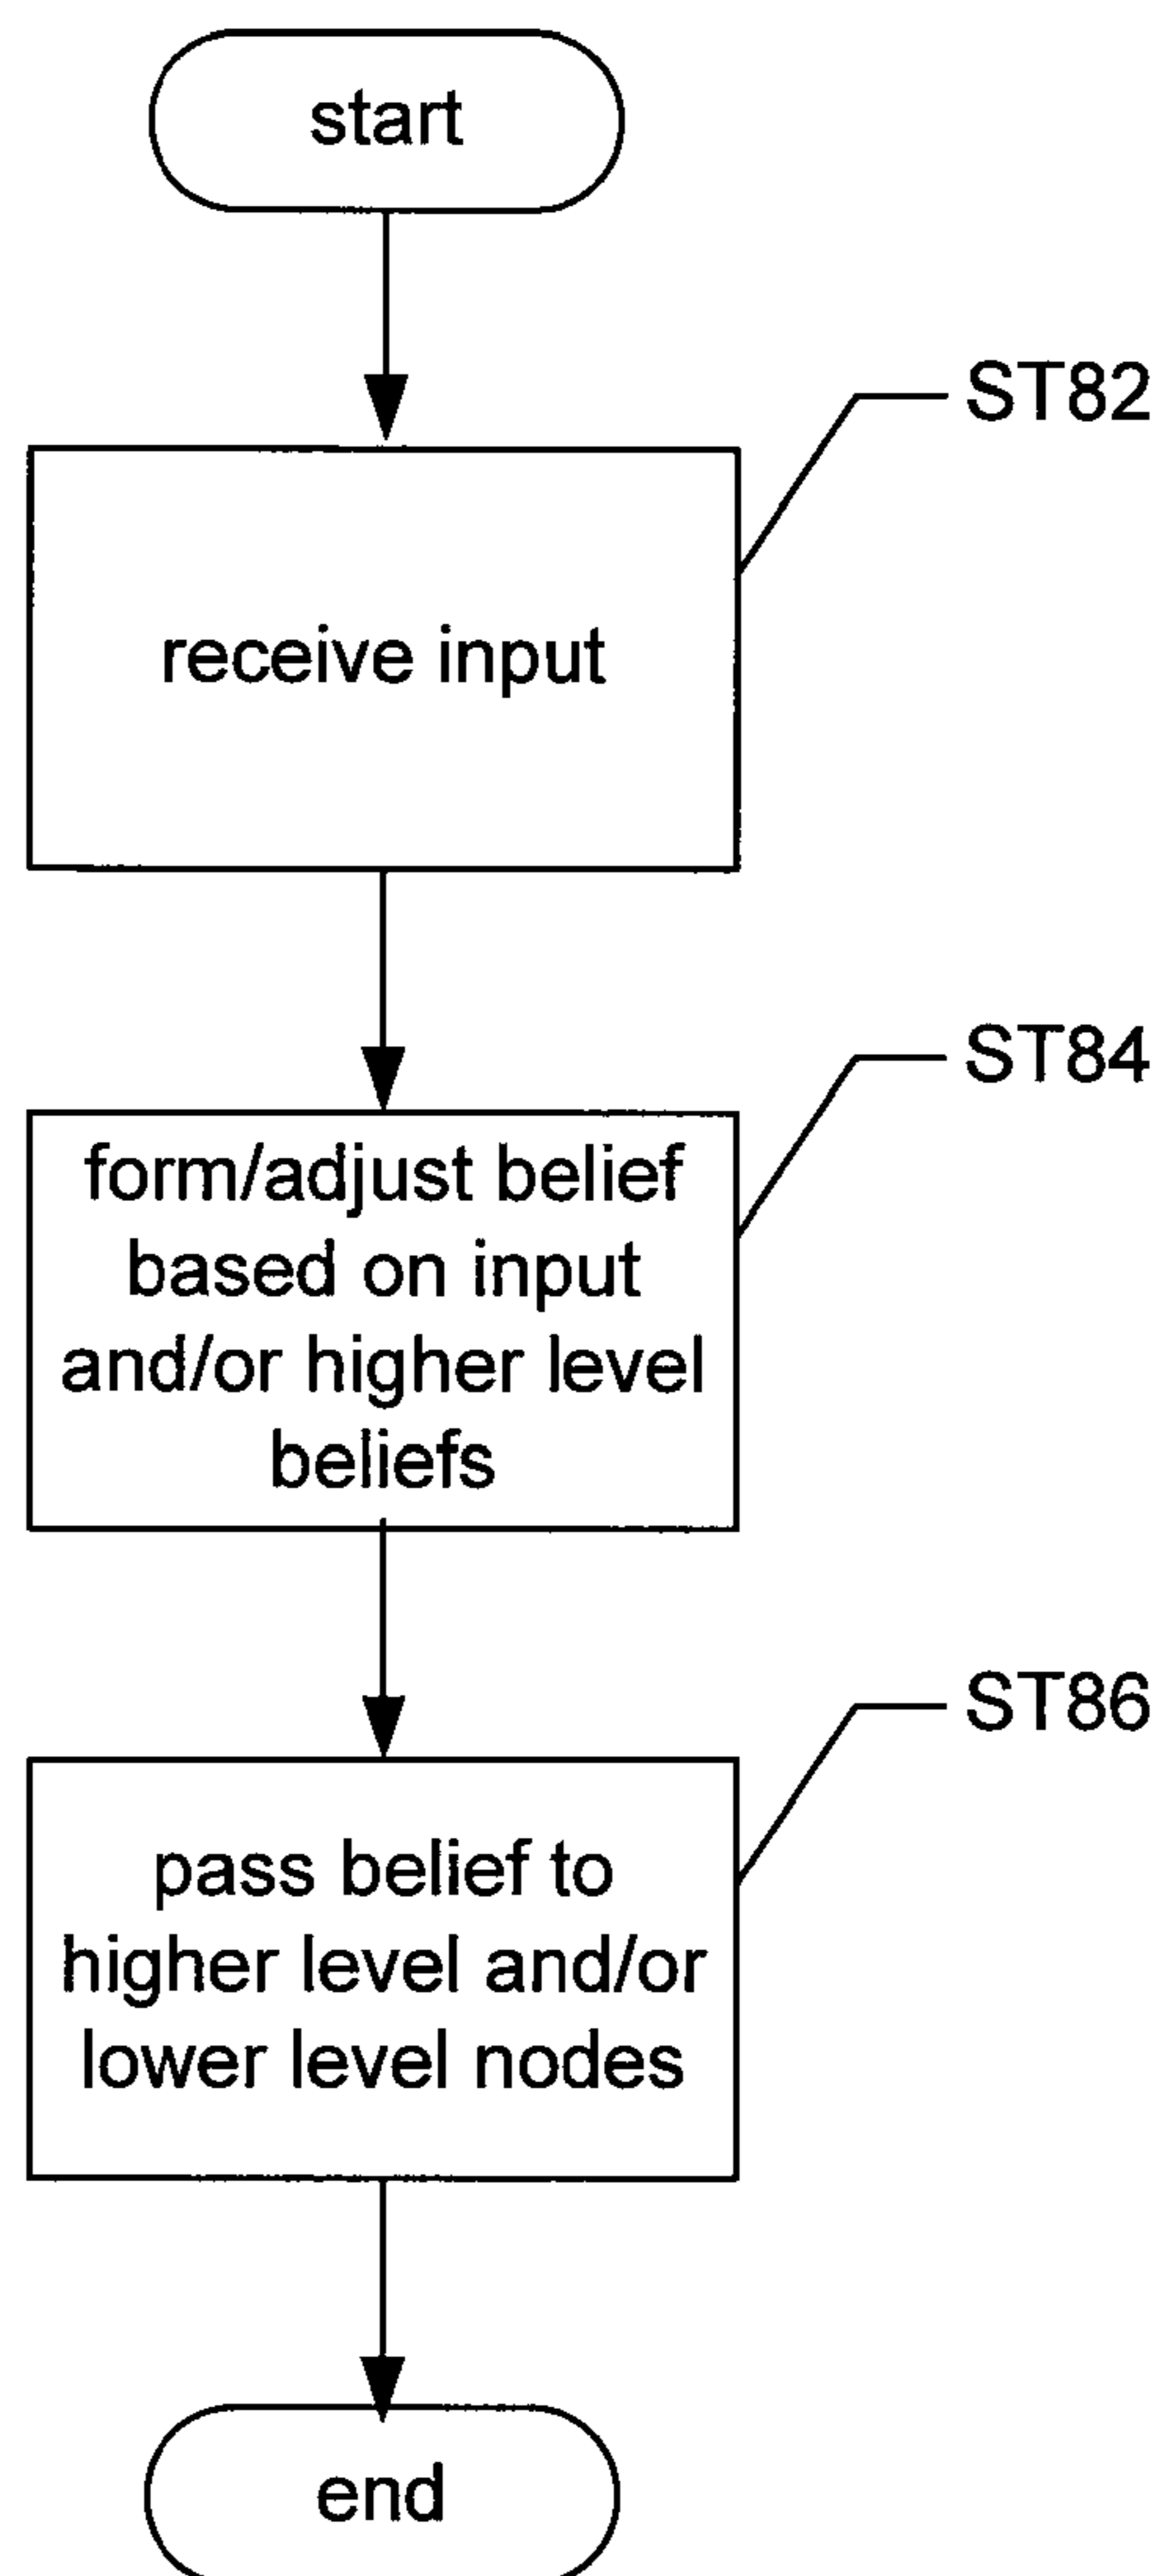 start
ST82
receive input
ST84
form/adjust belief
based on input
and/or higher level
beliefs
ST86
pass belief to
higher level and/or
lower level nodes
end